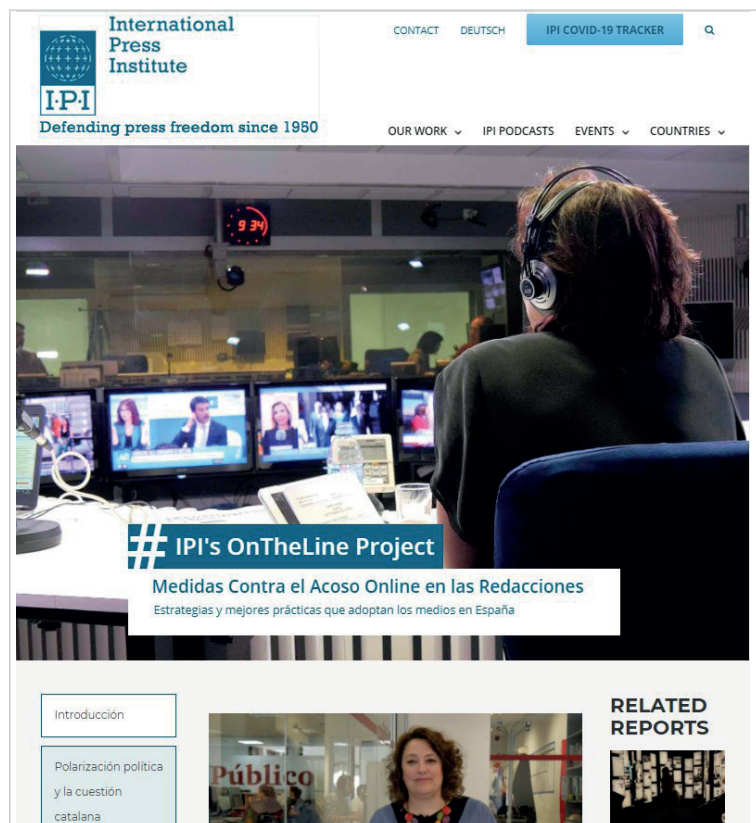 International
Press
Institute
I·P·I
Defending press freedom since 1950
CONTACT DEUTSCH IPI COVID-19 TRACKER
OUR WORK IPI PODCASTS EVENTS COUNTRIES
9 34
# IPI's OnTheLine Project
Medidas Contra el Acoso Online en las Redacciones
Estrategias y mejores prácticas que adoptan los medios en España
Introducción
Polarización política
y la cuestión
catalana
Público
RELATED
REPORTS